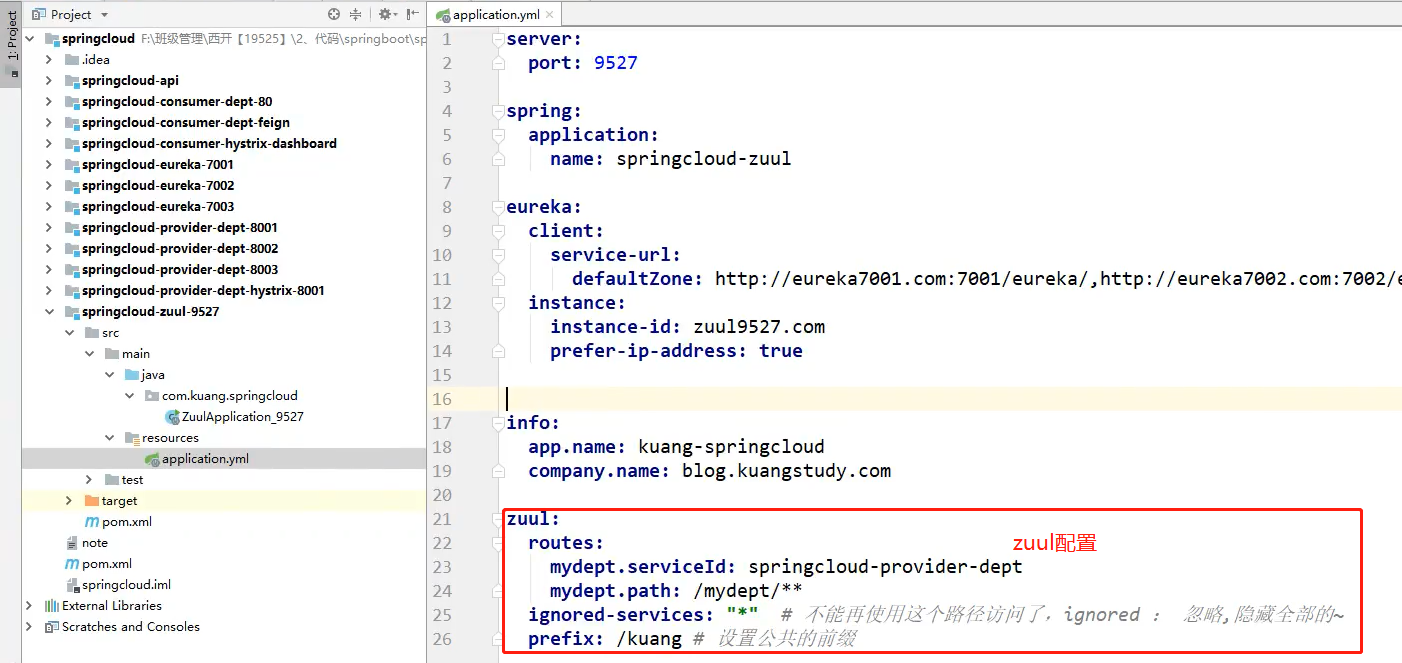 1: Project
Project
springcloud F:\班级管理\西开【19525】\2、代码\springboot\sp
.idea
springcloud-api
springcloud-consumer-dept-80
springcloud-consumer-dept-feign
springcloud-consumer-hystrix-dashboard
springcloud-eureka-7001
springcloud-eureka-7002
springcloud-eureka-7003
springcloud-provider-dept-8001
springcloud-provider-dept-8002
springcloud-provider-dept-8003
springcloud-provider-dept-hystrix-8001
springcloud-zuul-9527
src
main
java
com.kuang.springcloud
ZuulApplication_9527
resources
application.yml
test
target
pom.xml
note
pom.xml
springcloud.iml
External Libraries
Scratches and Consoles
application.yml
1 server:
2 port: 9527
3
4 spring:
5 application:
6 name: springcloud-zuul
7
8 eureka:
9 client:
10 service-url:
11 defaultZone: http://eureka7001.com:7001/eureka/,http://eureka7002.com:7002/e
12 instance:
13 instance-id: zuul9527.com
14 prefer-ip-address: true
15
16
17 info:
18 app.name: kuang-springcloud
19 company.name: blog.kuangstudy.com
20
21 zuul:
22 routes:
zuul配置
23 mydept.serviceId: springcloud-provider-dept
24 mydept.path: /mydept/**
25 ignored-services: "*" # 不能再使用这个路径访问了，ignored ： 忽略,隐藏全部的~
26 prefix: /kuang # 设置公共的前缀